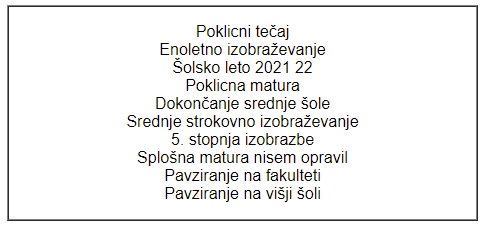 Poklicni tečaj
Enoletno izobraževanje
Šolsko leto 2021 22
Poklicna matura
Dokončanje srednje šole
Srednje strokovno izobraževanje
5. stopnja izobrazbe
Splošna matura nisem opravil
Pavziranje na fakulteti
Pavziranje na višji šoli